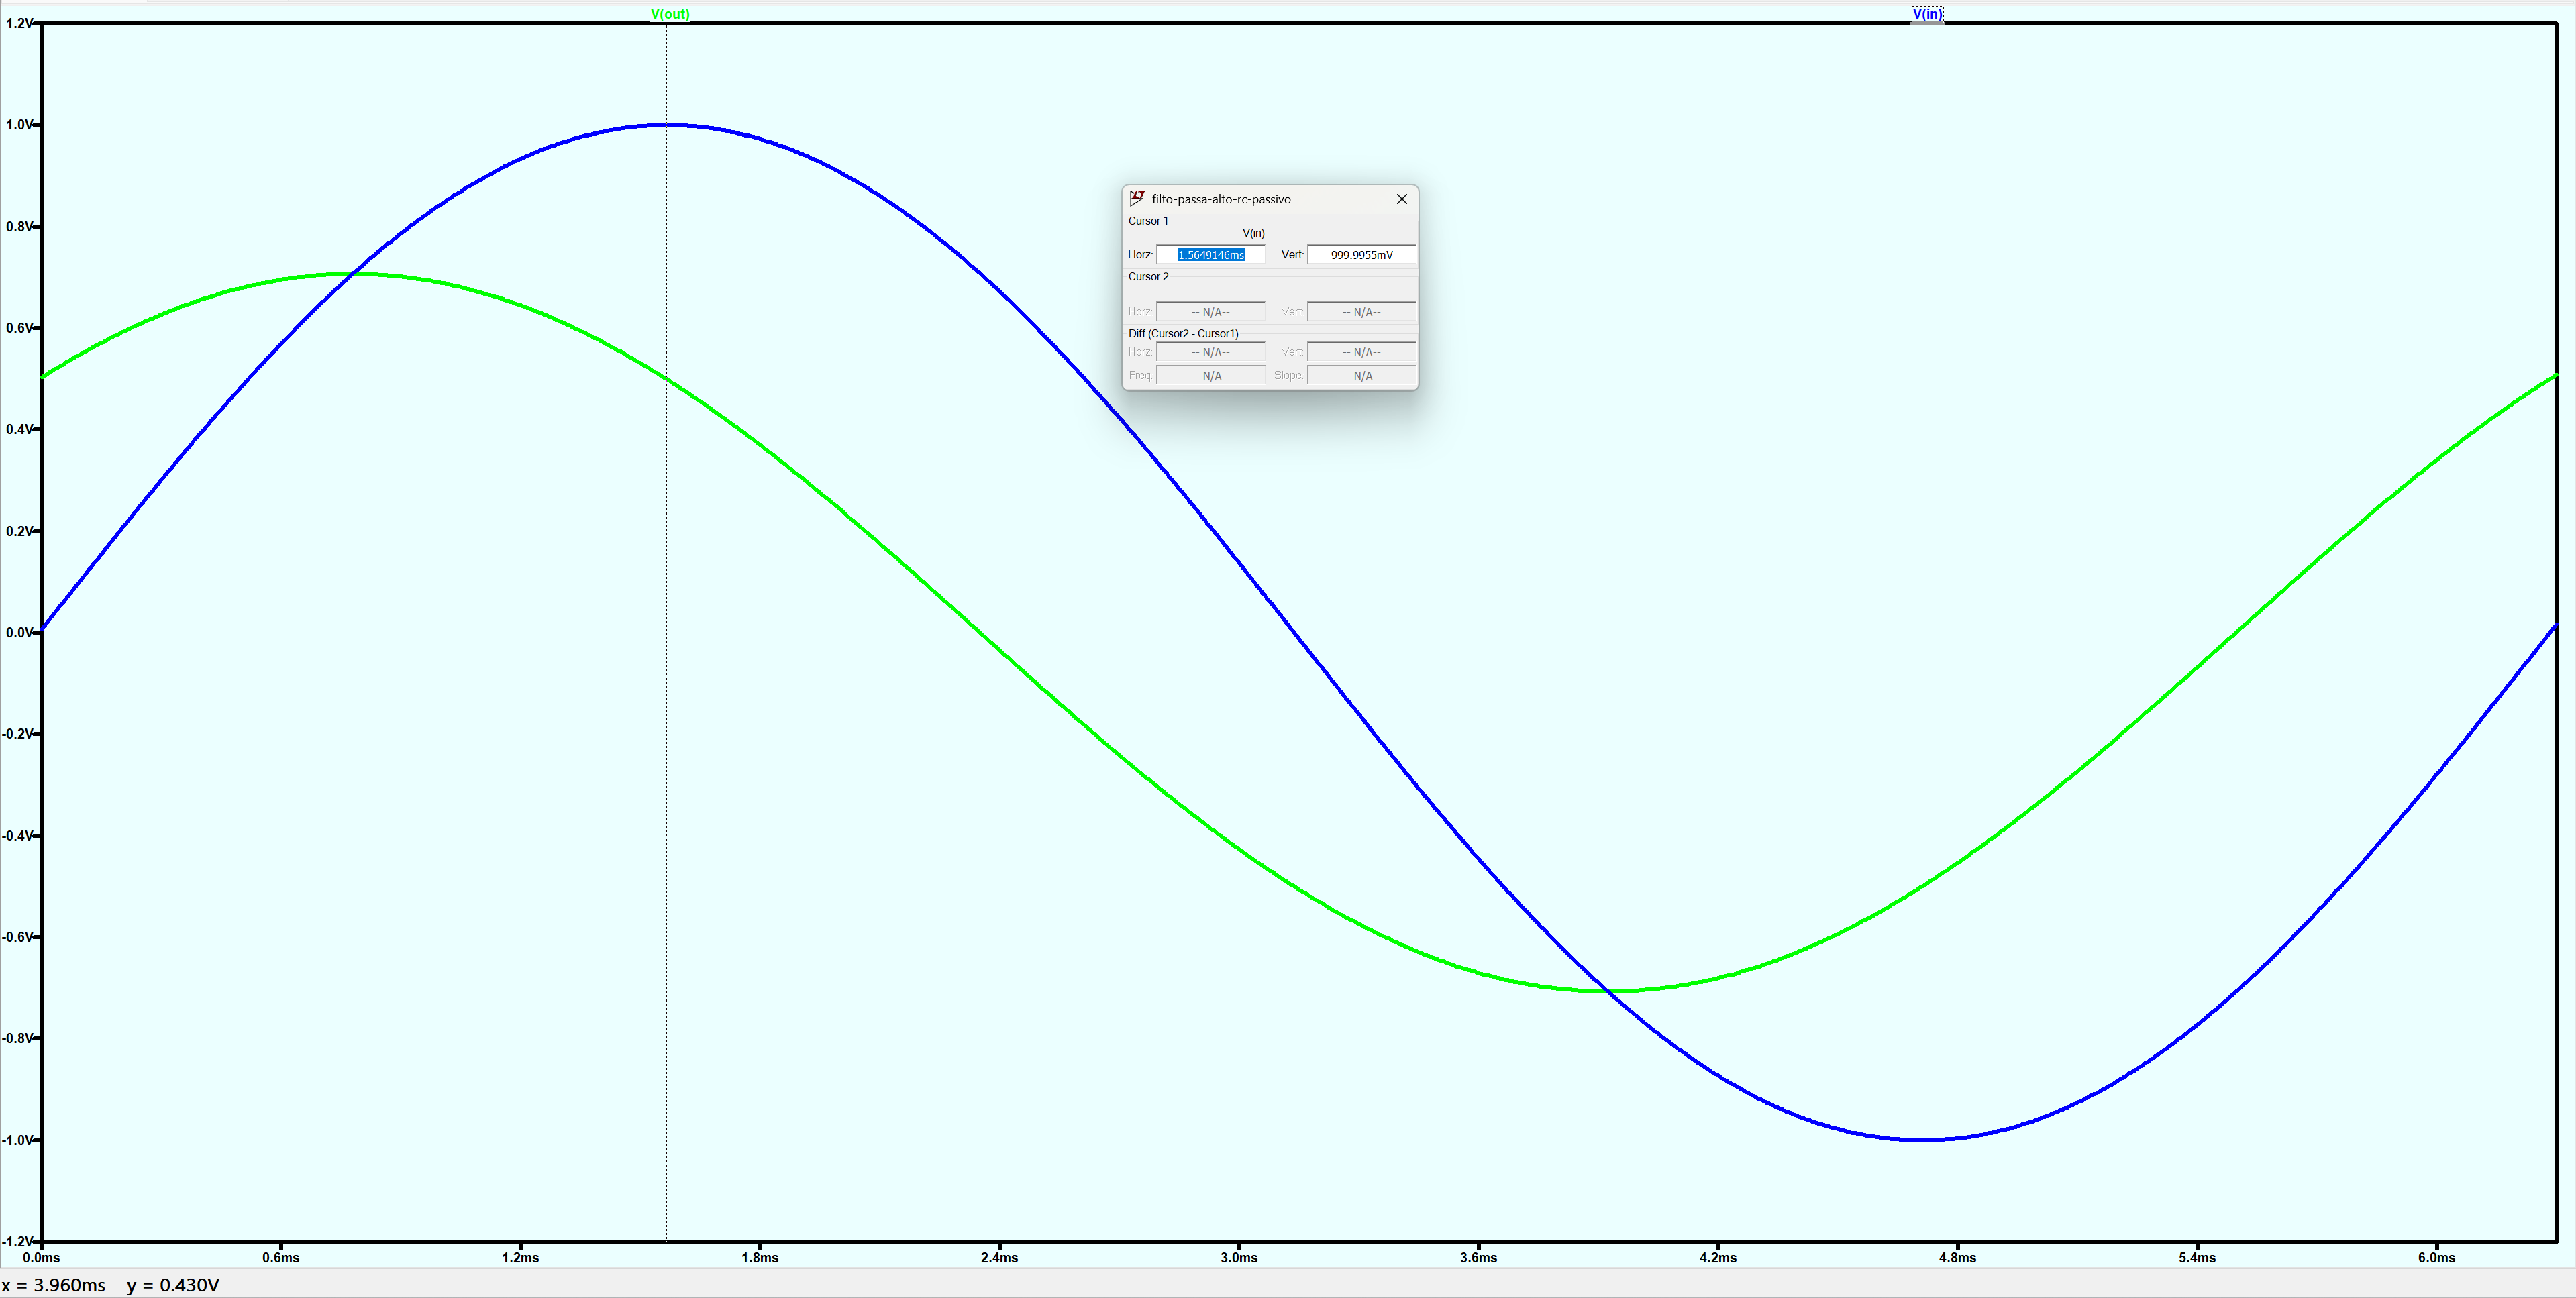 V(out) V(in)
1.2V
1.0V
0.8V
0.6V
0.4V
0.2V
0.0V
-0.2V
-0.4V
-0.6V
-0.8V
-1.0V
-1.2V
filto-passa-alto-rc-passivo
Cursor 1
V(in)
Horz: 1.5649146ms Vert: 999.9955mV
Cursor 2
Horz: -- N/A-- Vert: -- N/A--
Diff (Cursor2 - Cursor1)
Horz: -- N/A-- Vert: -- N/A--
Freq: -- N/A-- Slope: -- N/A--
0.0ms 0.6ms 1.2ms 1.8ms 2.4ms 3.0ms 3.6ms 4.2ms 4.8ms 5.4ms 6.0ms
x = 3.960ms y = 0.430V